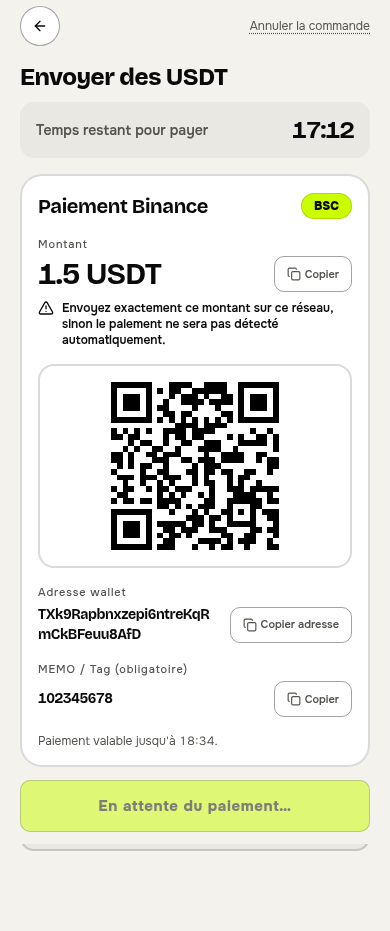 Annuler la commande
Envoyer des USDT
Temps restant pour payer
17:12
Paiement Binance
BSC
Montant
1.5 USDT
Copier
Envoyez exactement ce montant sur ce réseau,
sinon le paiement ne sera pas détecté
automatiquement.
Adresse wallet
TXk9Rapbnxzepi6ntreKqR
mCkBFeuu8AfD
Copier adresse
MEMO / Tag (obligatoire)
102345678
Copier
Paiement valable jusqu'à 18:34.
En attente du paiement...